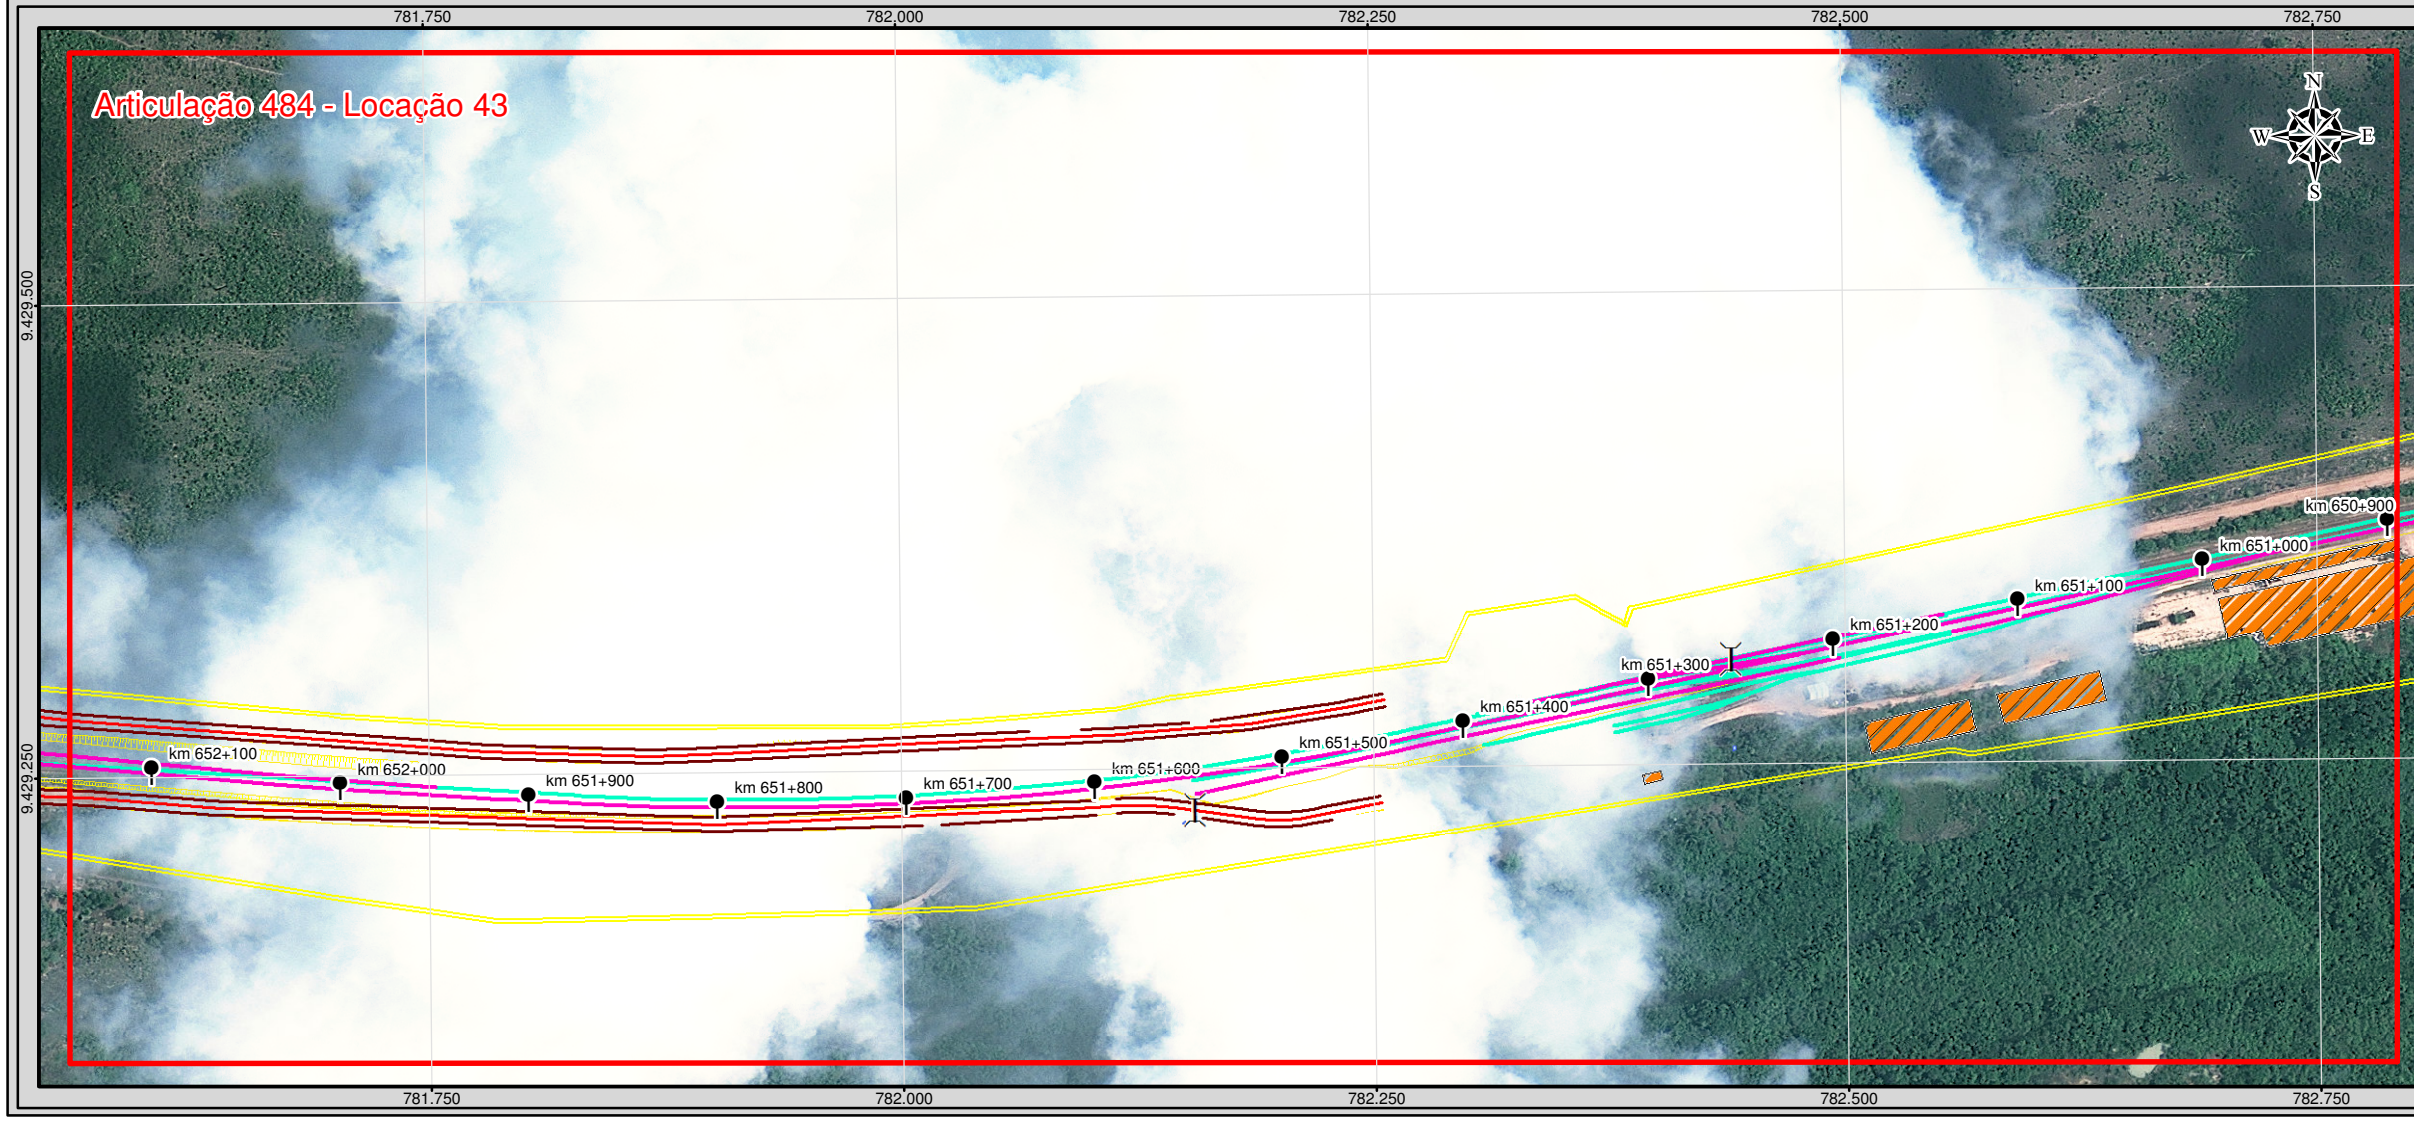 781.750
782.000
782.250
782.500
782.750
Articulação 484 - Locação 43
N
W
E
S
9.429.500
km 650+900
km 651+000
km 651+100
km 651+200
km 651+300
km 651+400
km 651+500
km 651+600
km 651+700
km 651+800
km 651+900
km 652+000
km 652+100
9.429.250
781.750
782.000
782.250
782.500
782.750